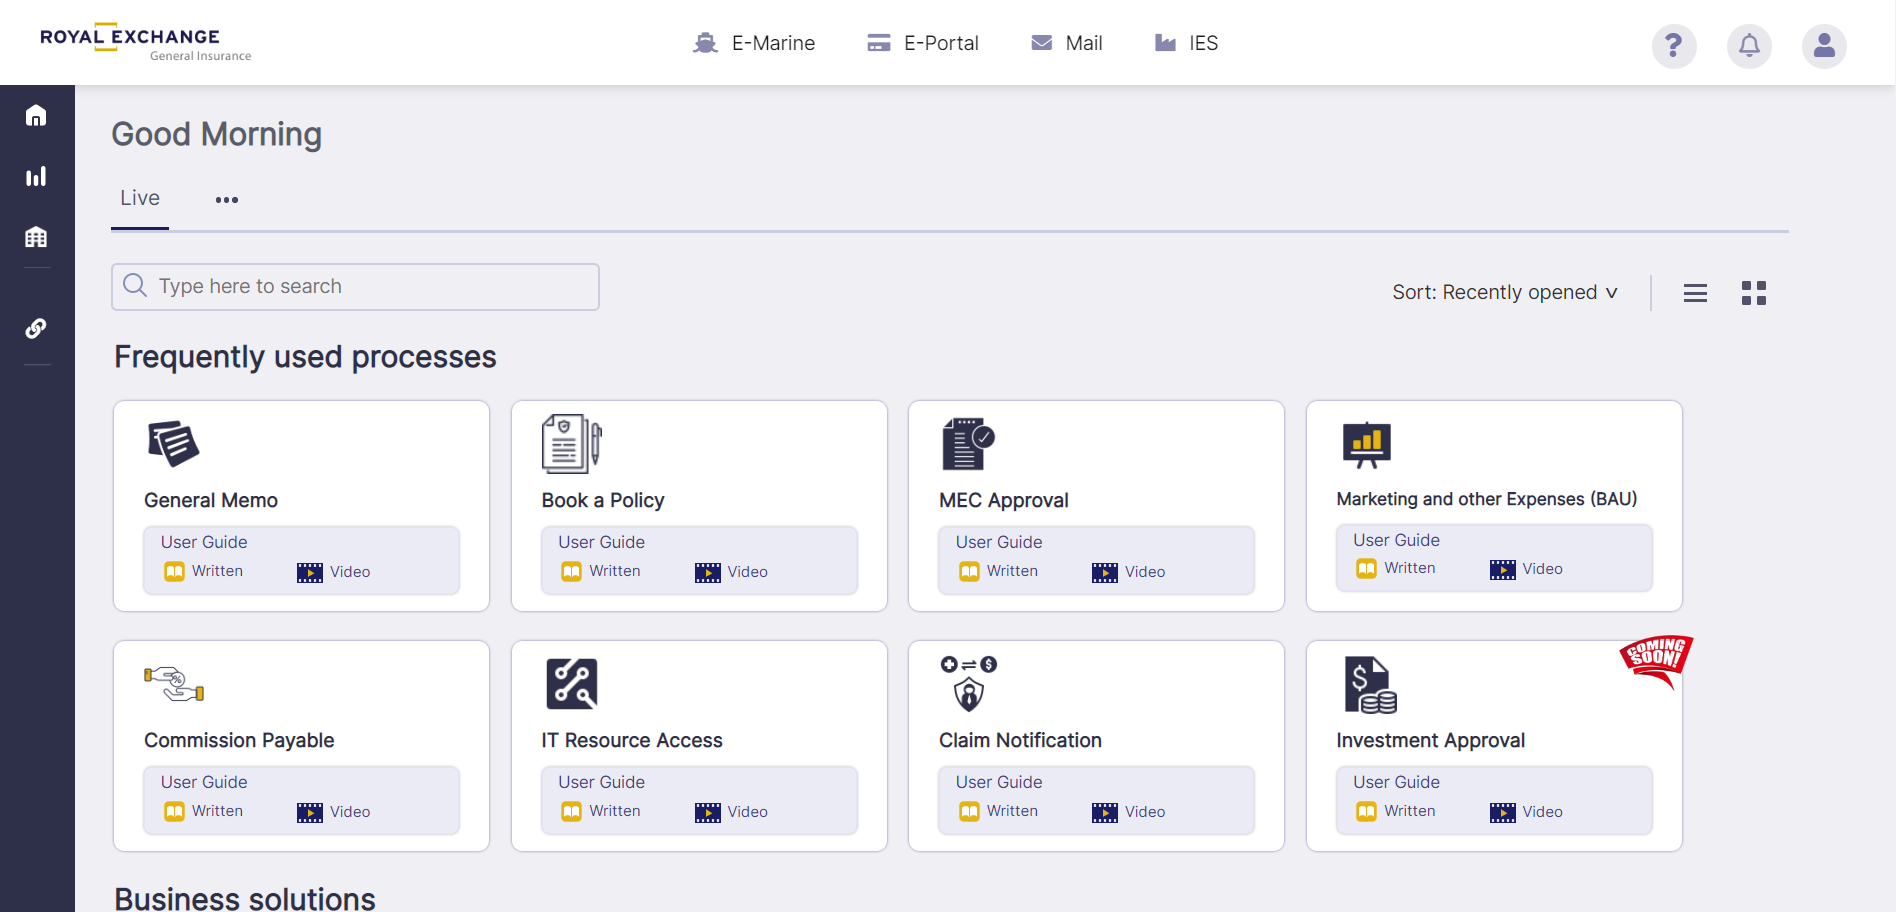 ROYAL EXCHANGE
General Insurance
E-Marine
E-Portal
Mail
IES
?
Good Morning
Live
•••
Type here to search
Sort: Recently opened
Frequently used processes
General Memo
User Guide
Written
Video
Book a Policy
User Guide
Written
Video
MEC Approval
User Guide
Written
Video
Marketing and other Expenses (BAU)
User Guide
Written
Video
Commission Payable
User Guide
Written
Video
IT Resource Access
User Guide
Written
Video
Claim Notification
User Guide
Written
Video
COMING
SOON!
Investment Approval
User Guide
Written
Video
Business solutions